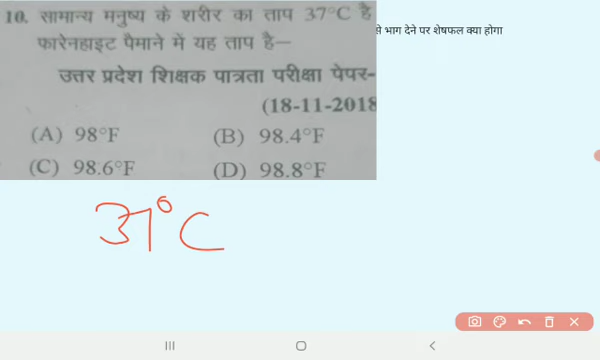 10. सामान्य मनुष्य के शरीर का ताप 37°C है
फारेनहाइट पैमाने में यह ताप है—
से भाग देने पर शेषफल क्या होगा
उत्तर प्रदेश शिक्षक पात्रता परीक्षा पेपर-
(18-11-2018
(A) 98°F (B) 98.4°F
(C) 98.6°F (D) 98.8°F
37°C